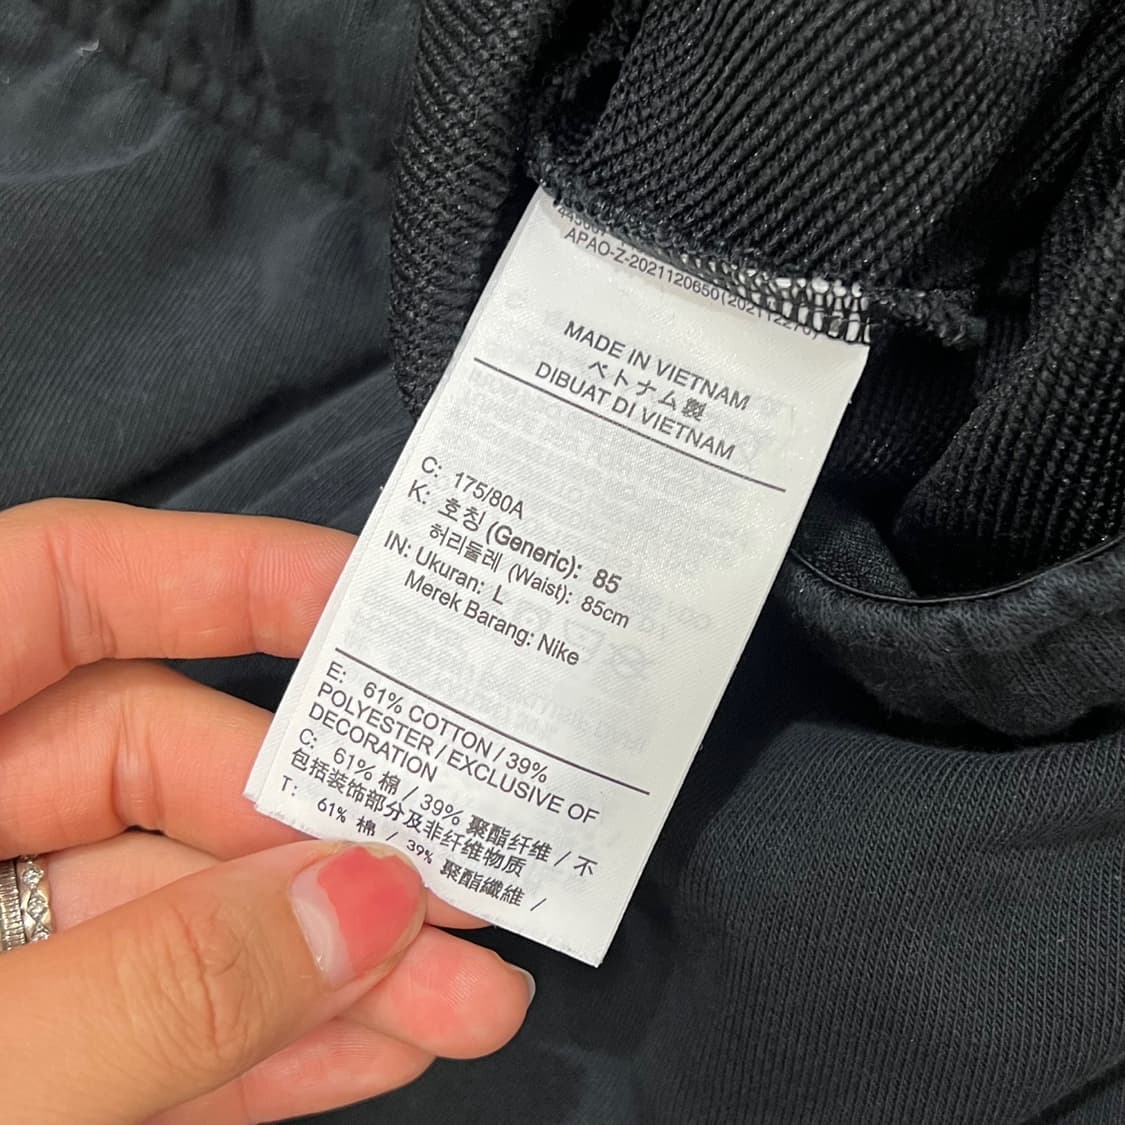 APAO-Z-2021120650(20211227
MADE IN VIETNAM
ベトナム製
DIBUAT DI VIETNAM
C: 175/80A
K: 호칭 (Generic): 85
허리둘레 (Waist): 85cm
IN: Ukuran: L
Merek Barang: Nike
E: 61% COTTON / 39%
POLYESTER / EXCLUSIVE OF
DECORATION
C: 61% 棉 / 39% 聚酯纤维 / 不
包括装饰部分及非纤维物质
T: 61% 棉 / 39% 聚酯纖維 /